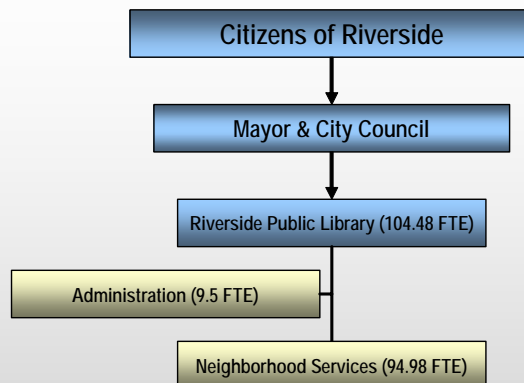 Citizens of Riverside
Mayor & City Council
Riverside Public Library (104.48 FTE)
Administration (9.5 FTE)
Neighborhood Services (94.98 FTE)